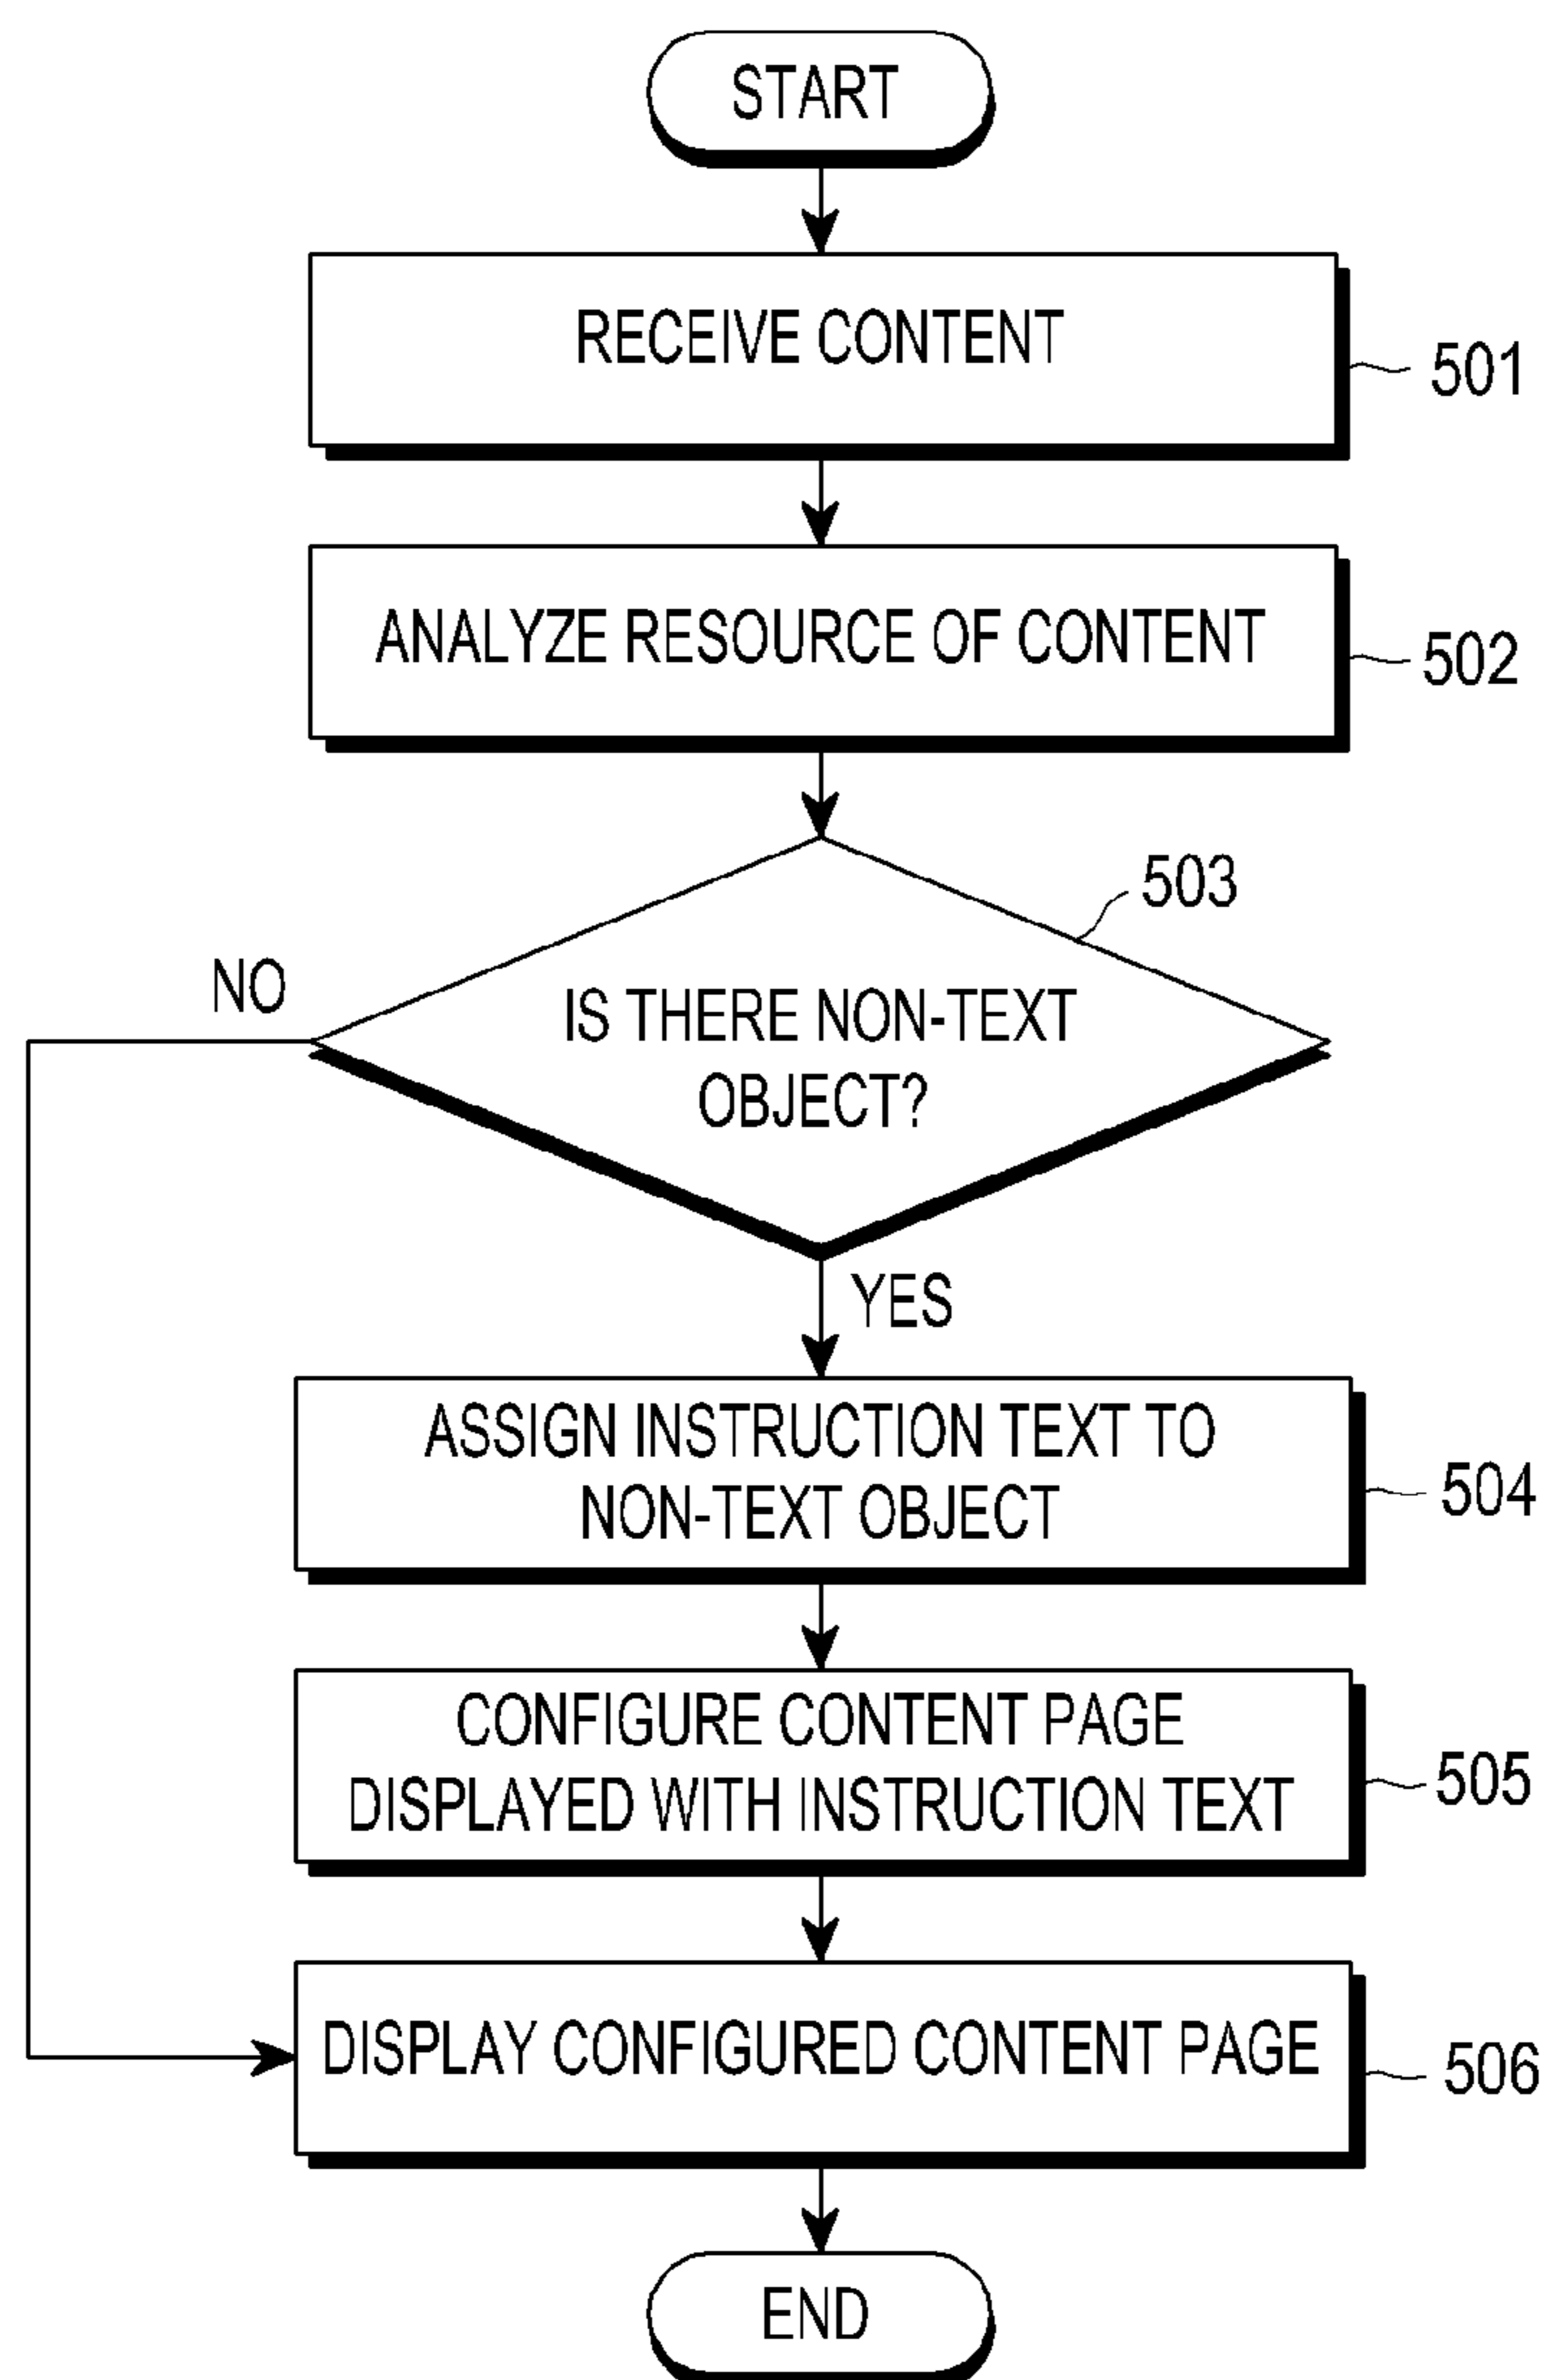 START
RECEIVE CONTENT
501
ANALYZE RESOURCE OF CONTENT
502
503
NO
IS THERE NON-TEXT
OBJECT?
YES
ASSIGN INSTRUCTION TEXT TO
NON-TEXT OBJECT
504
CONFIGURE CONTENT PAGE
DISPLAYED WITH INSTRUCTION TEXT
505
DISPLAY CONFIGURED CONTENT PAGE
506
END